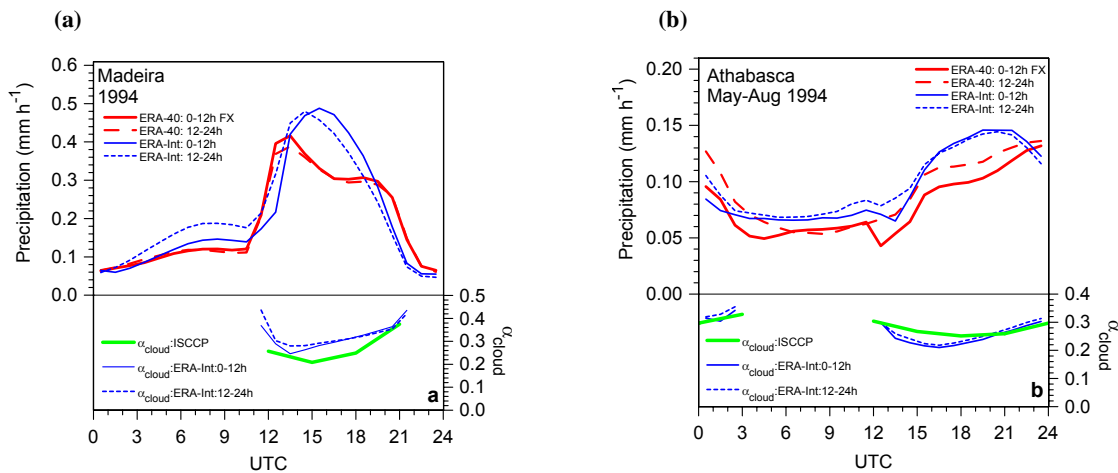 (a)
Madeira
1994
ERA-40: 0-12h FX
ERA-40: 12-24h
ERA-Int: 0-12h
ERA-Int: 12-24h
Precipitation (mm h⁻¹)
0.6
0.5
0.4
0.3
0.2
0.1
0.0
α_cloud:ISCCP
α_cloud:ERA-Int:0-12h
α_cloud:ERA-Int:12-24h
0.5
0.4
0.3
0.2
0.1
0.0
α_cloud
a
0 3 6 9 12 15 18 21 24
UTC
(b)
Athabasca
May-Aug 1994
ERA-40: 0-12h FX
ERA-40: 12-24h
ERA-Int: 0-12h
ERA-Int: 12-24h
Precipitation (mm h⁻¹)
0.20
0.15
0.10
0.05
0.00
α_cloud:ISCCP
α_cloud:ERA-Int:0-12h
α_cloud:ERA-Int:12-24h
0.4
0.3
0.2
0.1
0.0
α_cloud
b
0 3 6 9 12 15 18 21 24
UTC